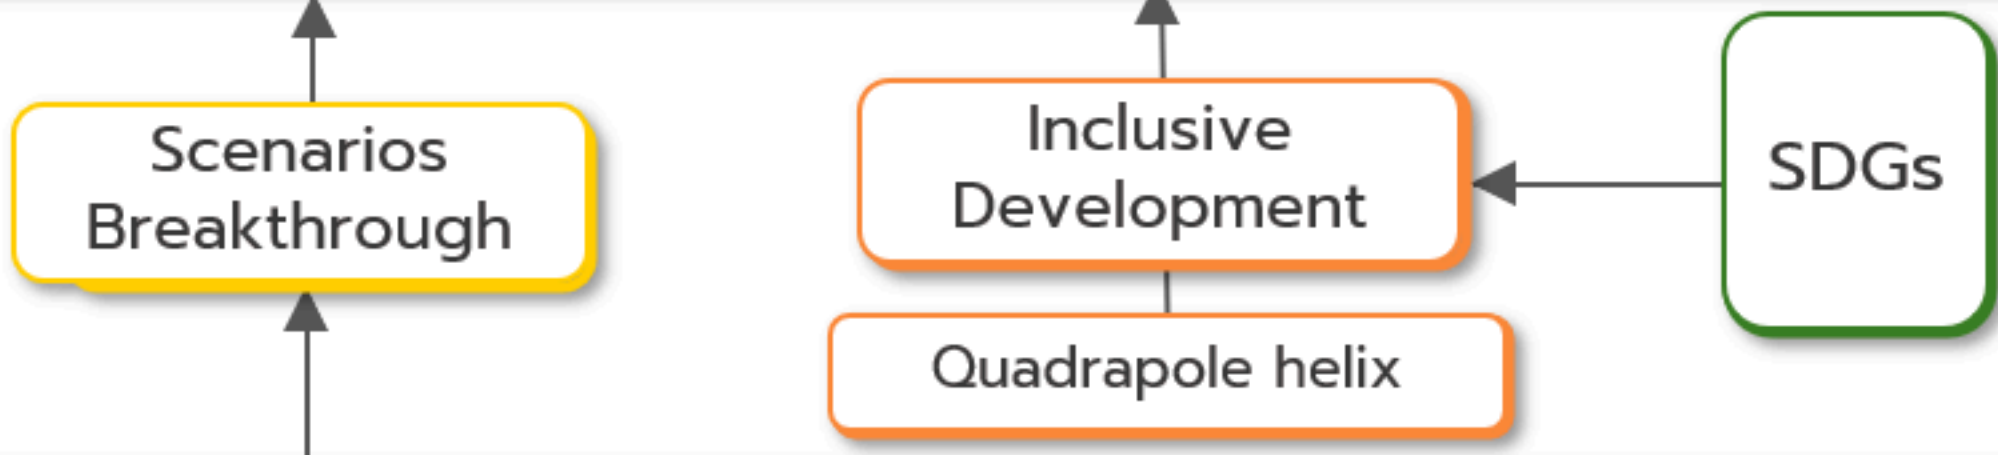 Scenarios
Breakthrough
Inclusive
Development
SDGs
Quadrapole helix